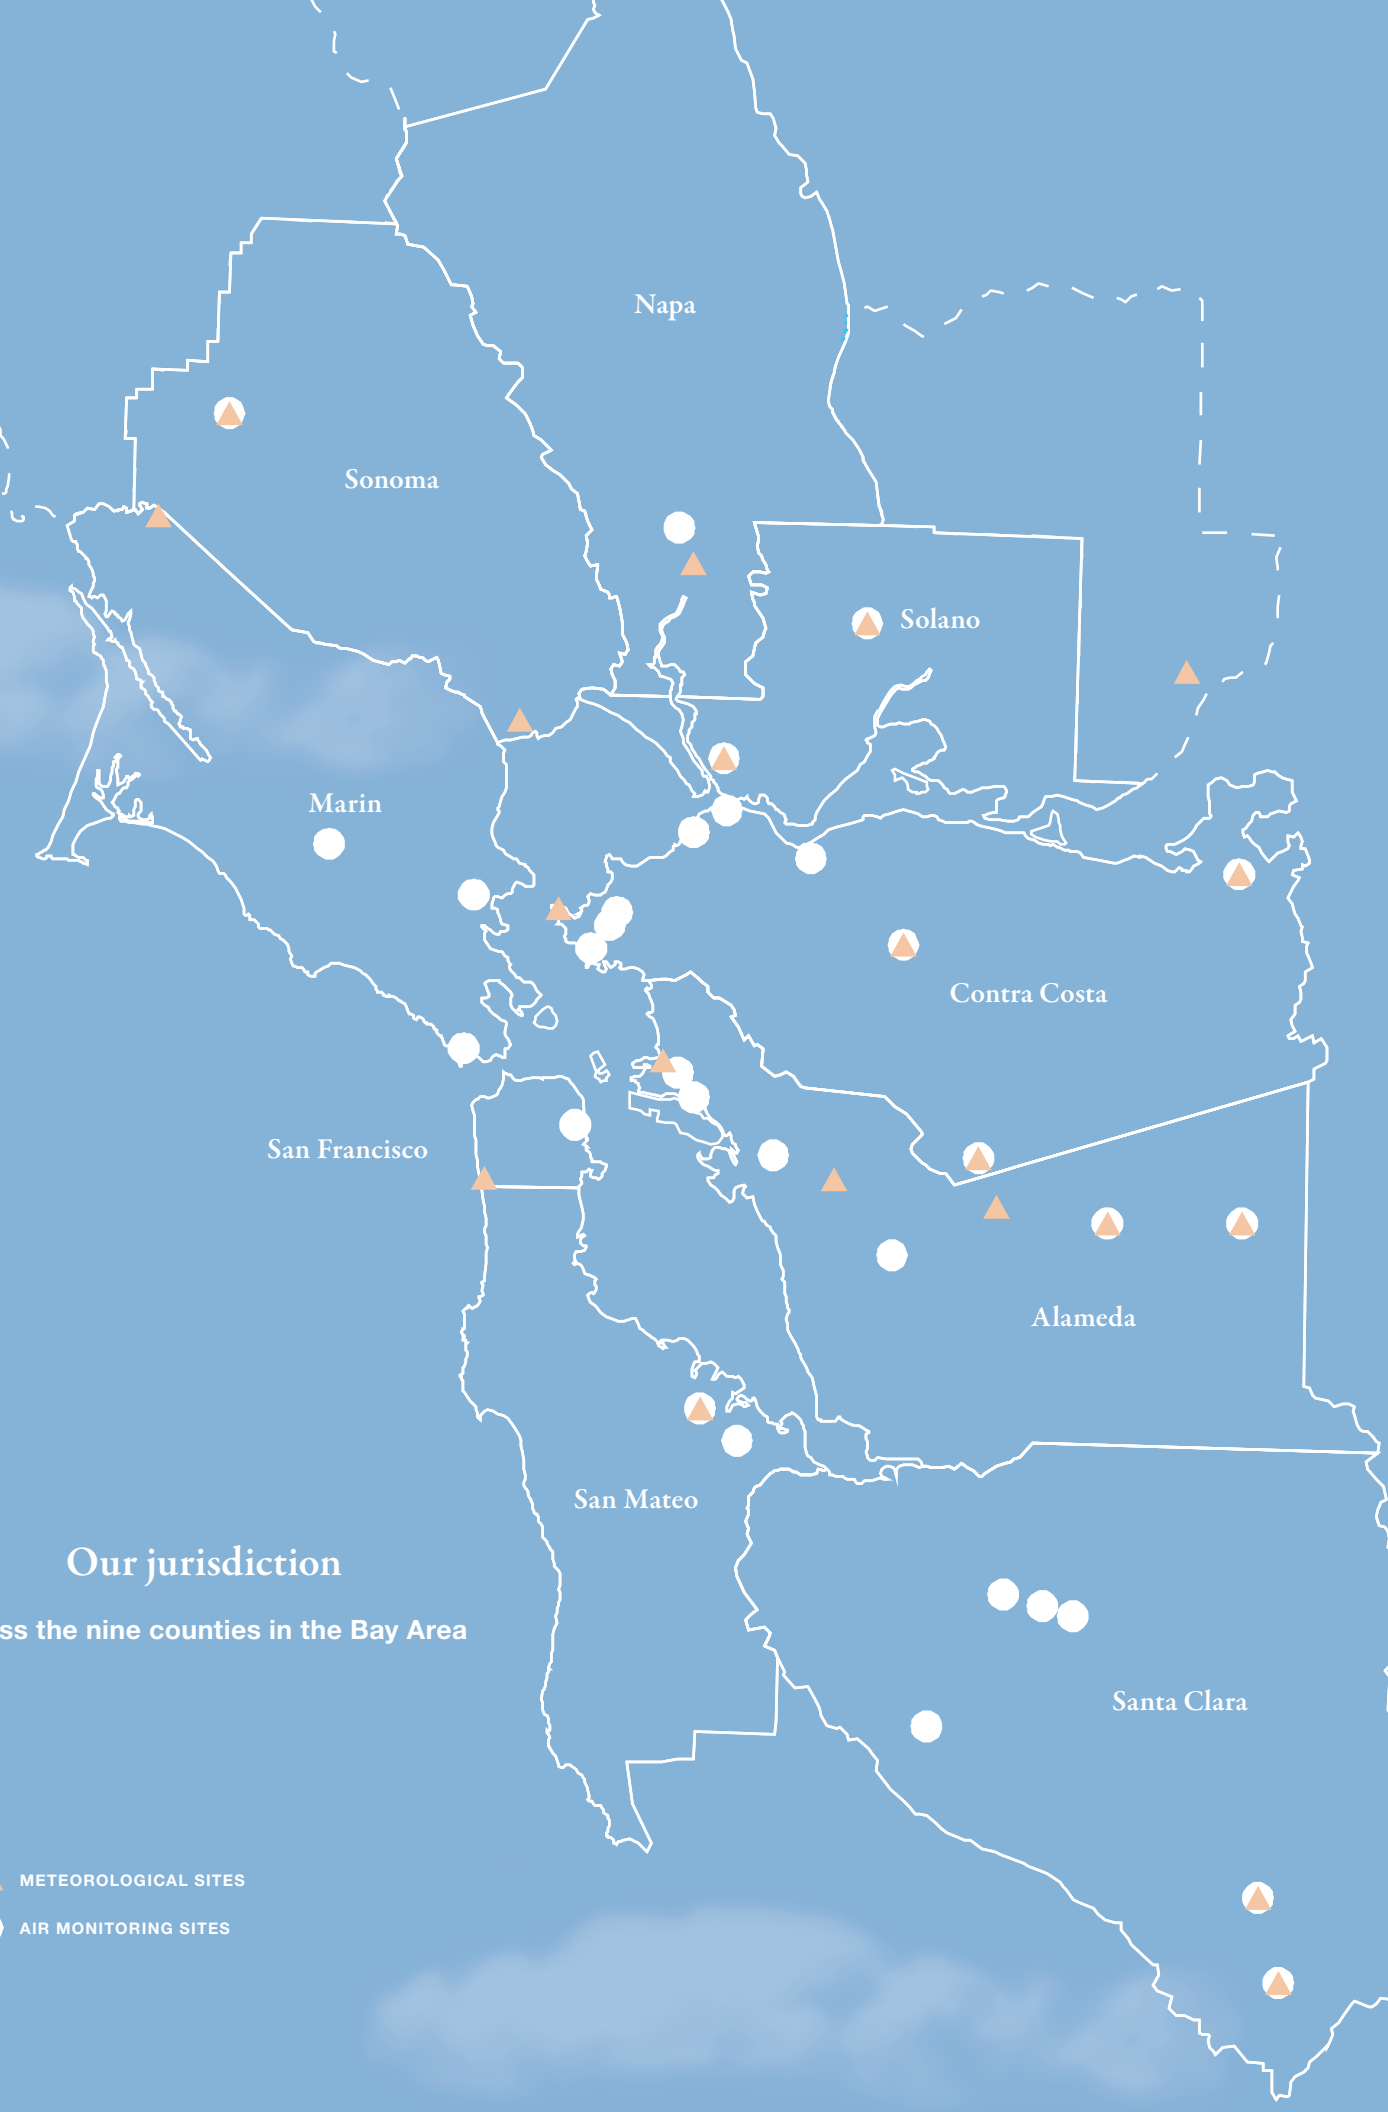 Napa
Sonoma
Solano
Marin
Contra Costa
San Francisco
Alameda
San Mateo
Our jurisdiction
ss the nine counties in the Bay Area
Santa Clara
METEOROLOGICAL SITES
AIR MONITORING SITES